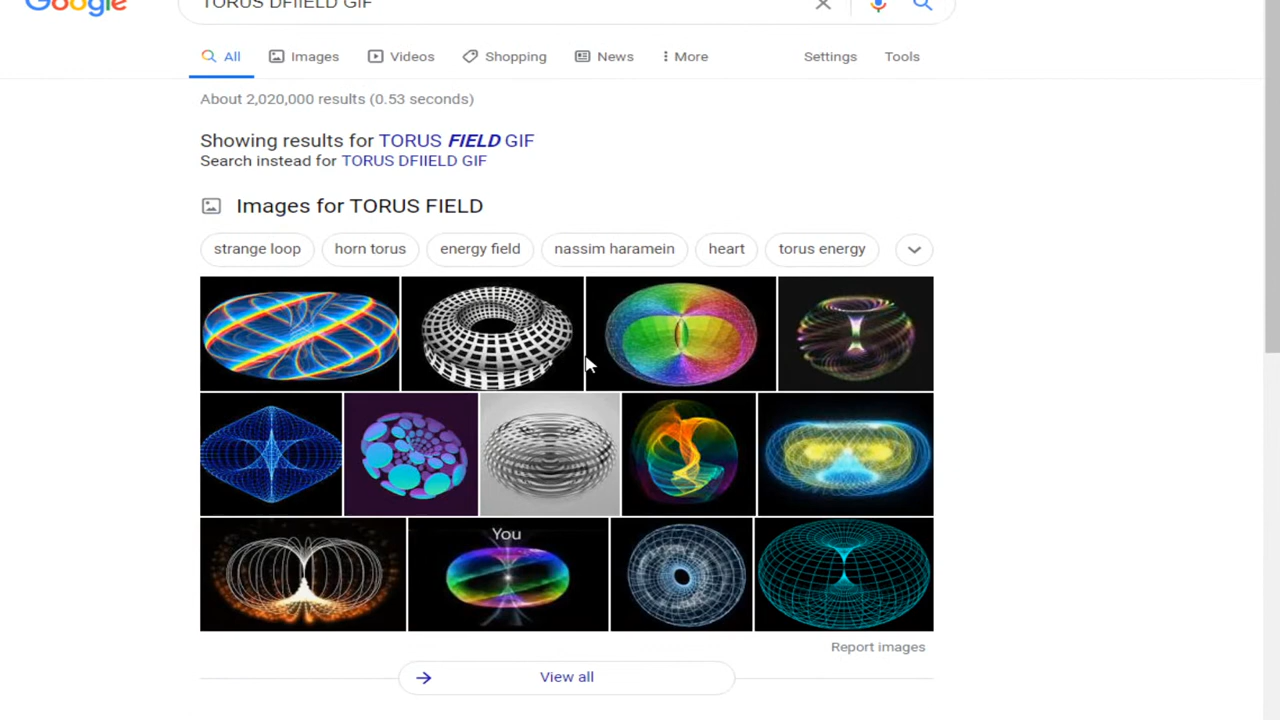 Google
TORUS DFIIELD GIF
All Images Videos Shopping News More Settings Tools
About 2,020,000 results (0.53 seconds)
Showing results for TORUS FIELD GIF
Search instead for TORUS DFIIELD GIF
Images for TORUS FIELD
strange loop horn torus energy field nassim haramein heart torus energy
You
Report images
View all